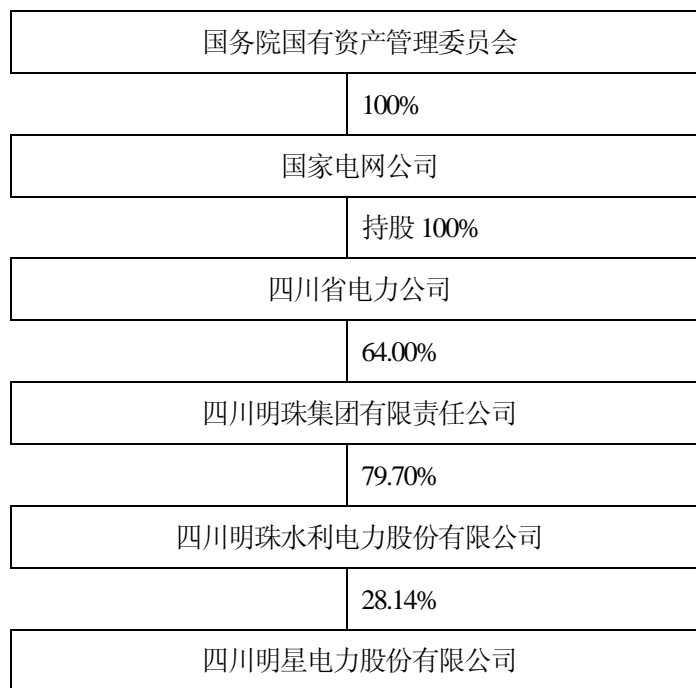 国务院国有资产管理委员会
100%
国家电网公司
持股 100%
四川省电力公司
64.00%
四川明珠集团有限责任公司
79.70%
四川明珠水利电力股份有限公司
28.14%
四川明星电力股份有限公司